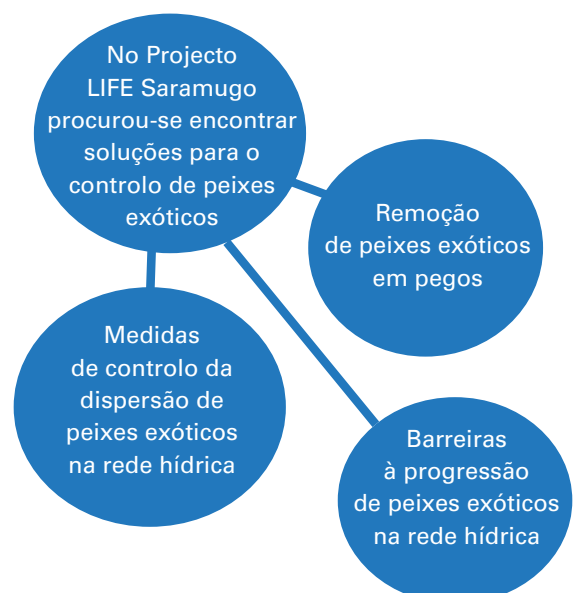 No Projecto
LIFE Saramugo
procurou-se encontrar
soluções para o
controlo de peixes
exóticos
Remoção
de peixes exóticos
em pegos
Medidas
de controlo da
dispersão de
peixes exóticos
na rede hídrica
Barreiras
à progressão
de peixes exóticos
na rede hídrica